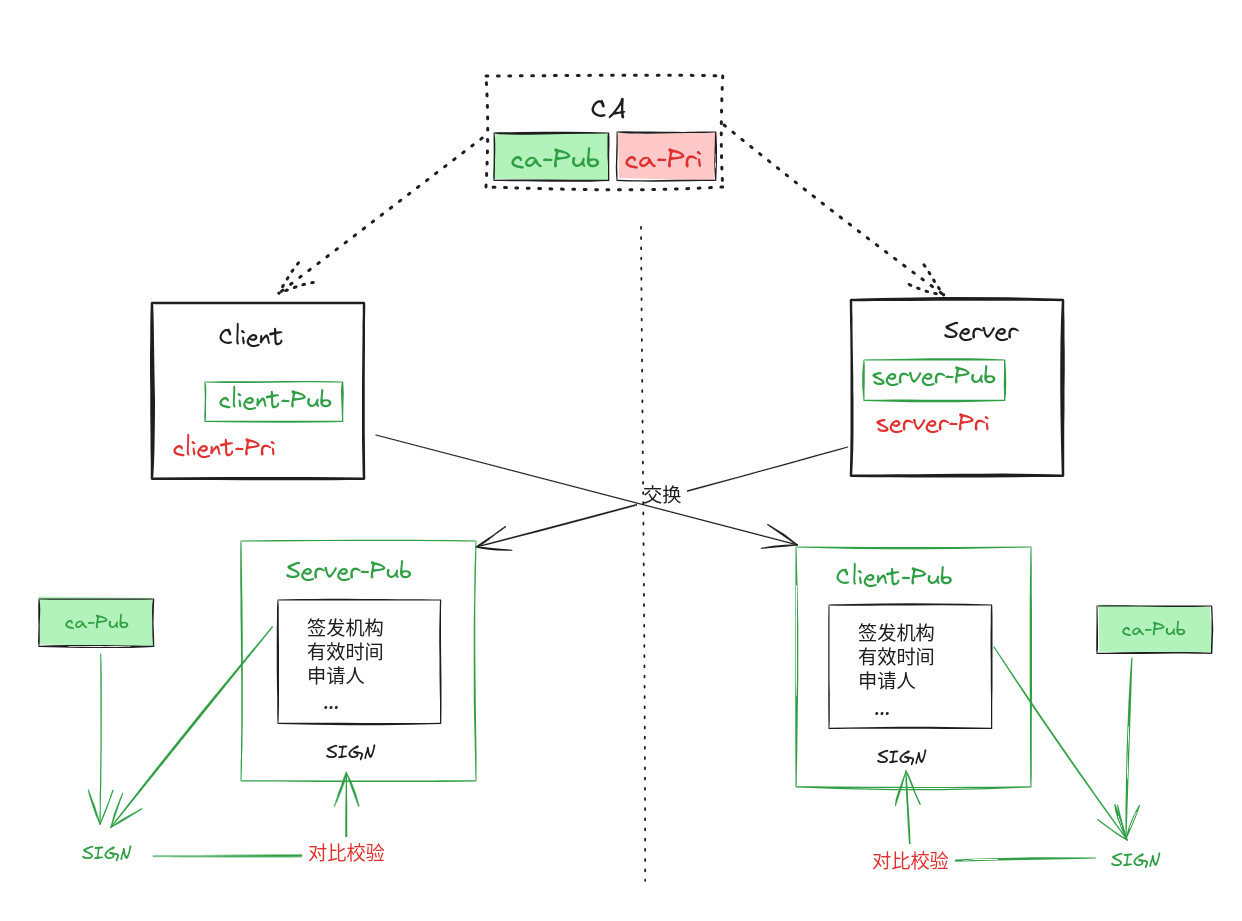 CA
ca-Pub
ca-Pri
Client
client-Pub
client-Pri
Server
server-Pub
server-Pri
交换
Server-Pub
签发机构
有效时间
申请人
...
SIGN
ca-Pub
SIGN
对比校验
Client-Pub
签发机构
有效时间
申请人
...
SIGN
ca-Pub
对比校验
SIGN